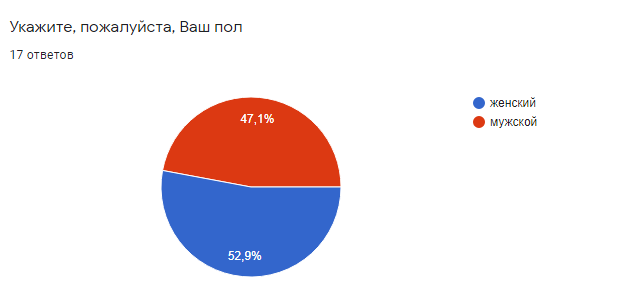 Укажите, пожалуйста, Ваш пол
17 ответов
47,1%
52,9%
женский
мужской